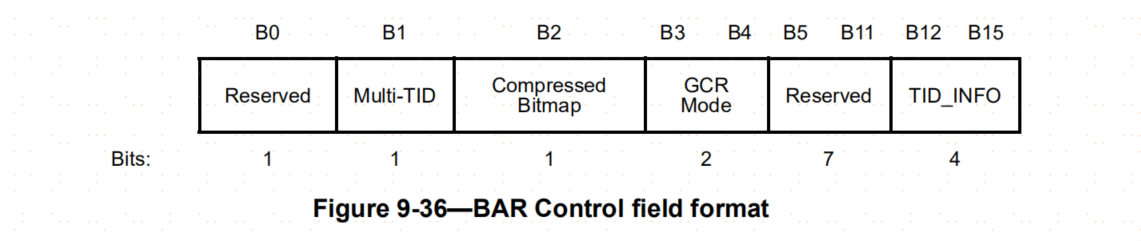 B0 B1 B2 B3 B4 B5 B11 B12 B15
Reserved Multi-TID Compressed Bitmap GCR Mode Reserved TID_INFO
Bits: 1 1 1 2 7 4
Figure 9-36—BAR Control field format